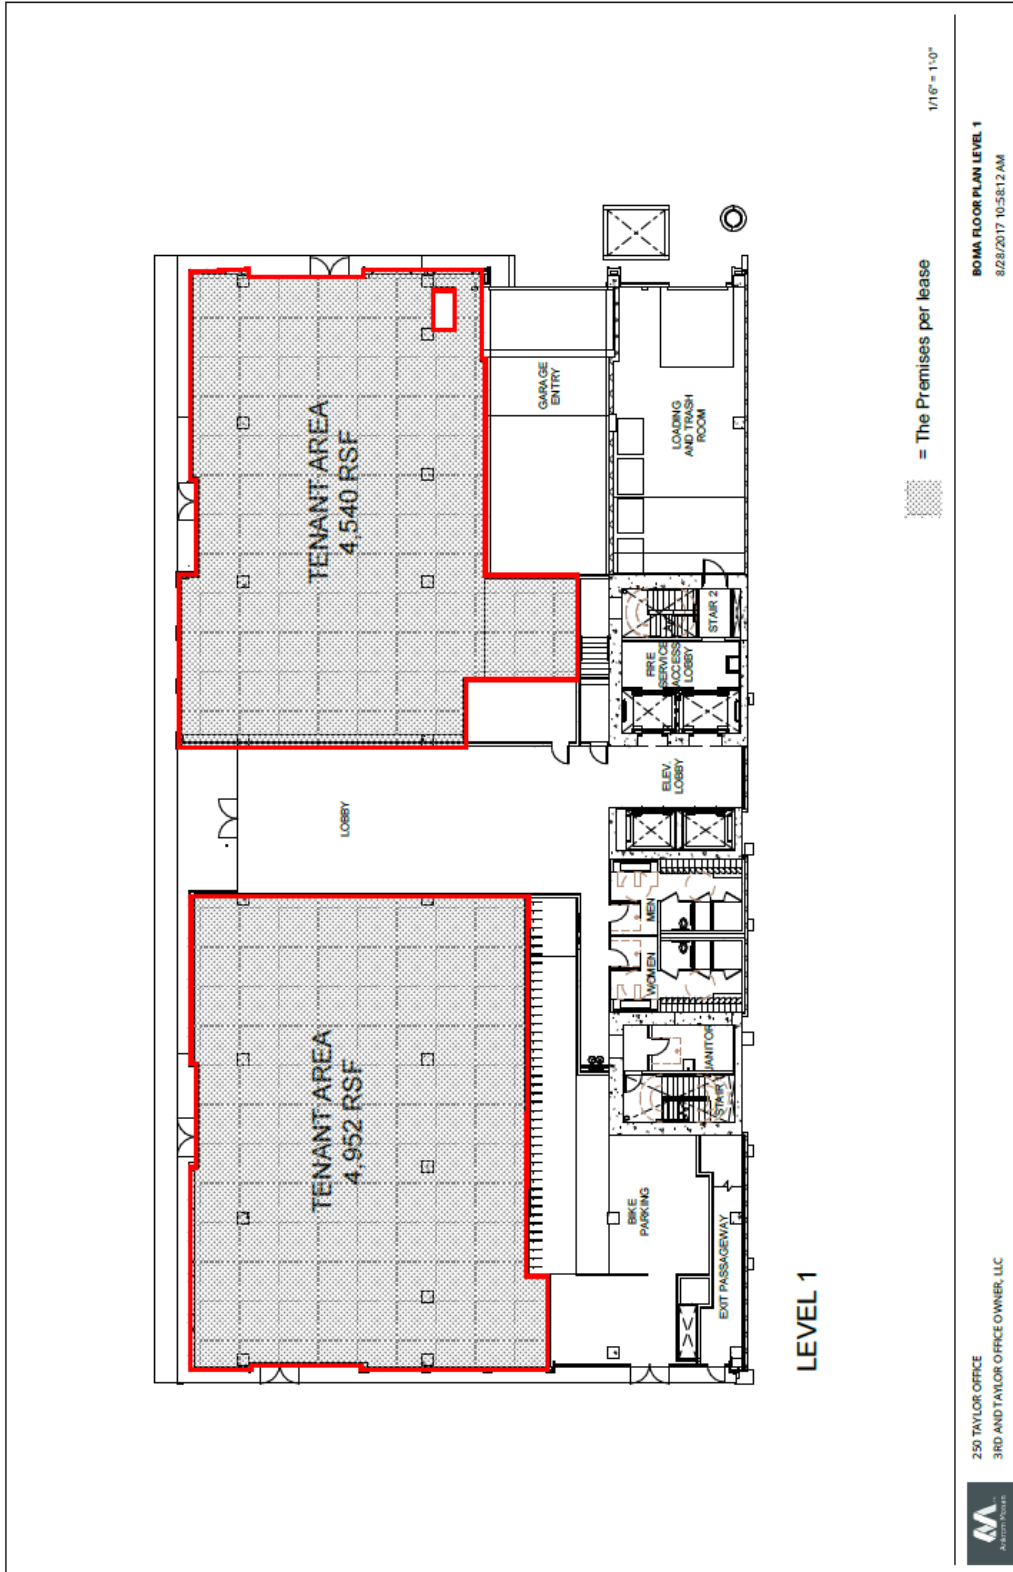 TENANT AREA
4,952 RSF
TENANT AREA
4,540 RSF
LOBBY
GARAGE
ENTRY
LOADING
AND TRASH
ROOM
BIKE
PARKING
EXIT PASSAGEWAY
STAIR
JANITOR
WOMEN
MEN
ELEV.
LOBBY
FIRE
SERVICE
ACCESS
LOBBY
STAIR 2
LEVEL 1
= The Premises per lease
1/16" = 1'-0"
250 TAYLOR OFFICE
3RD AND TAYLOR OFFICE OWNER, LLC
BOMA FLOOR PLAN LEVEL 1
8/28/2017 10:58:12 AM
Ankrom Moisan